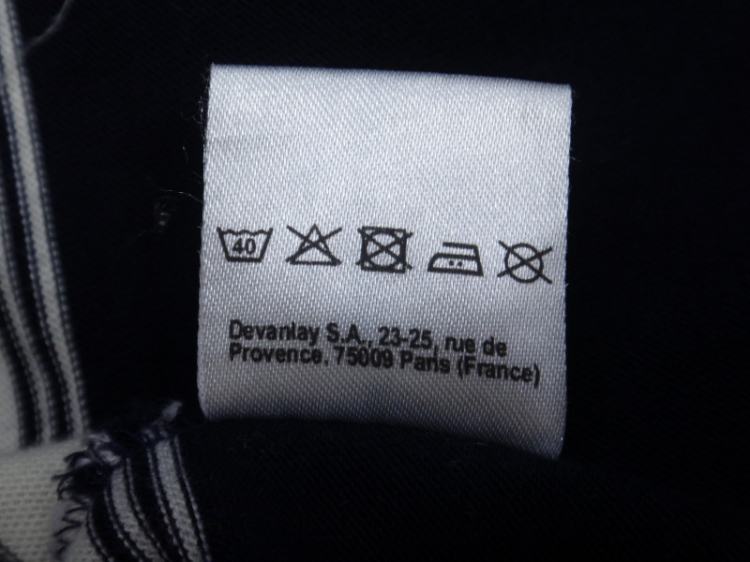 40
Devanlay S.A., 23-25, rue de
Provence. 75009 Paris (France)